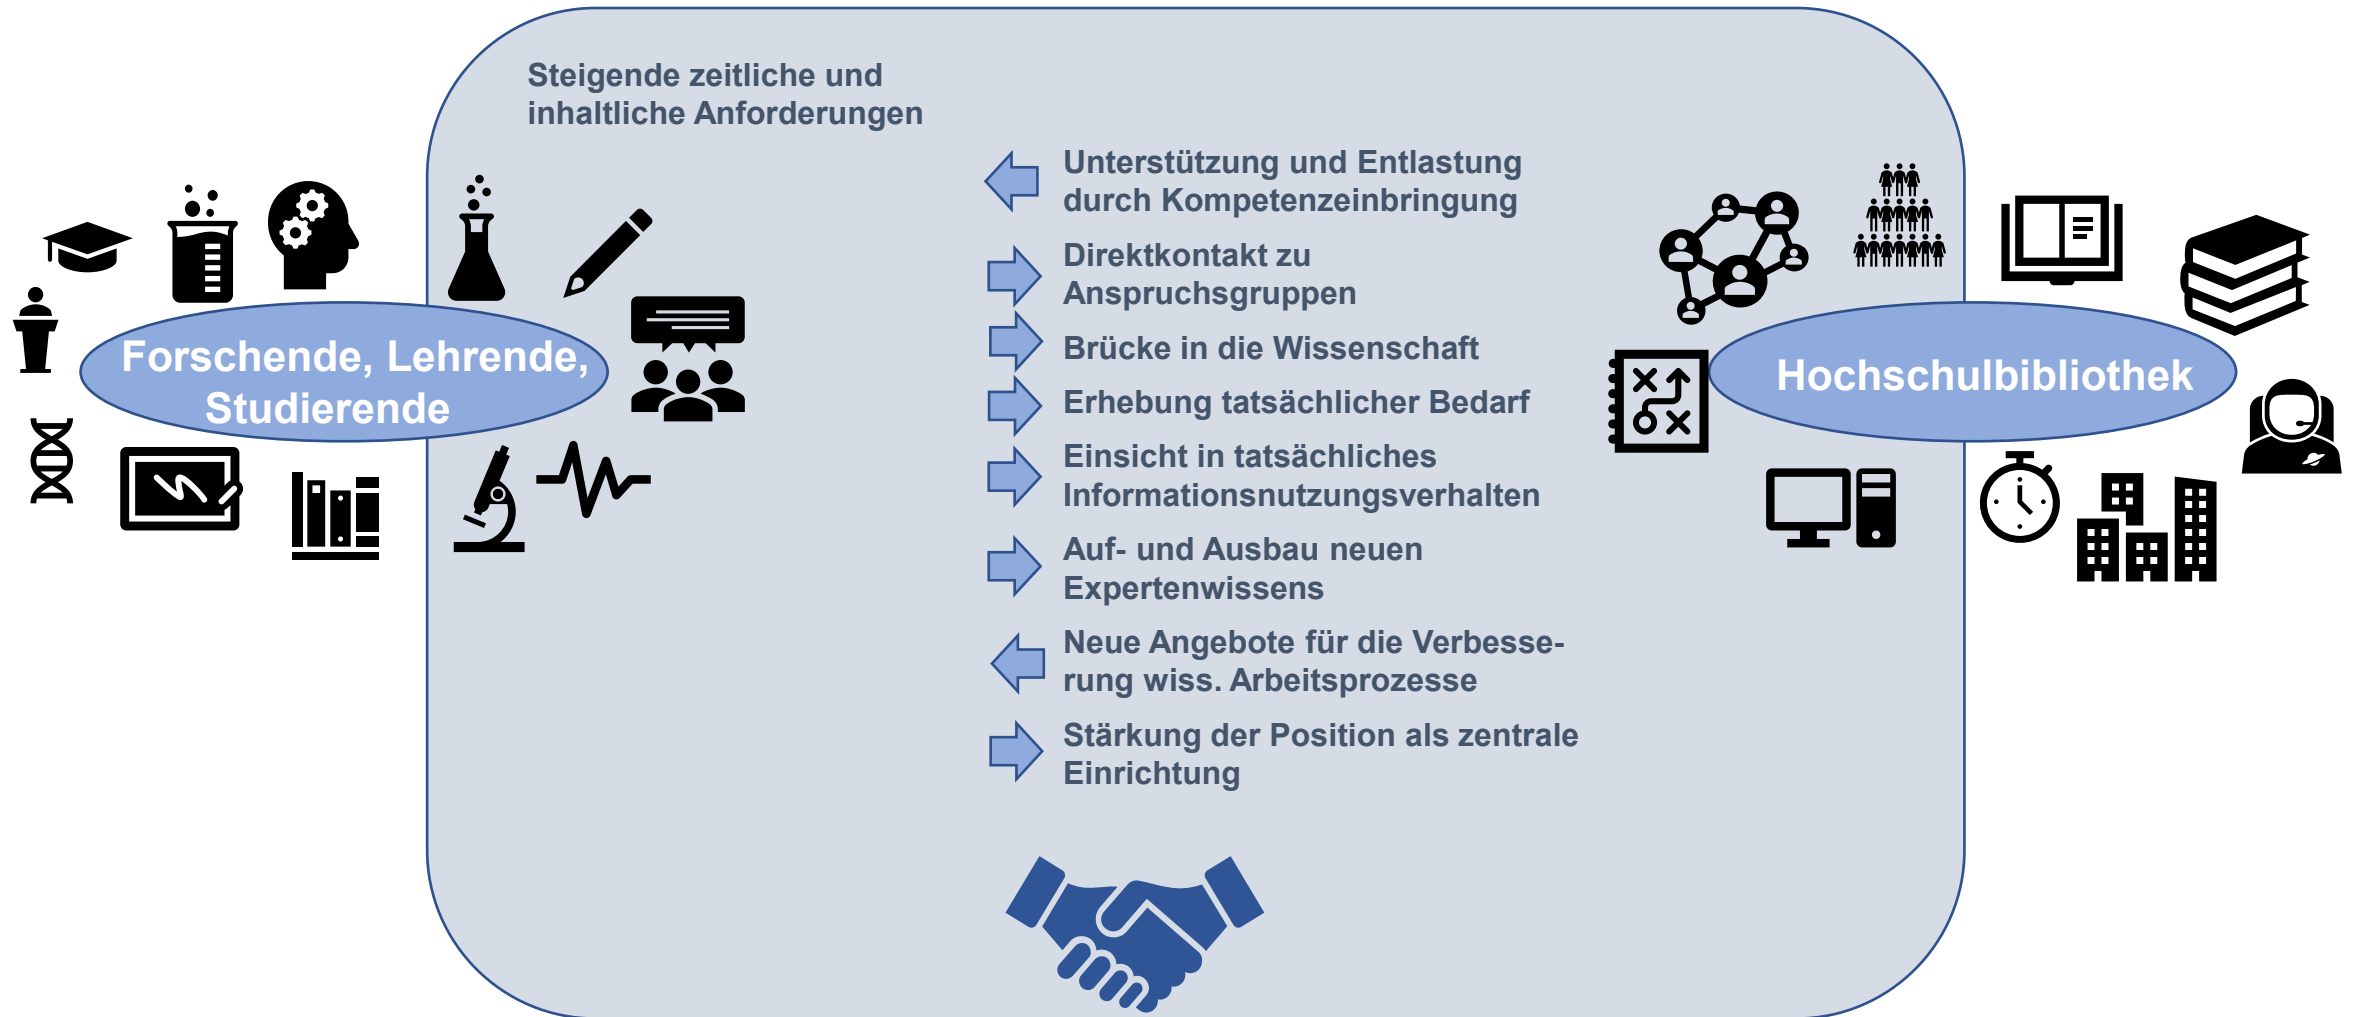 Steigende zeitliche und
inhaltliche Anforderungen
Forschende, Lehrende,
Studierende
Unterstützung und Entlastung
durch Kompetenzeinbringung
Direktkontakt zu
Anspruchsgruppen
Brücke in die Wissenschaft
Erhebung tatsächlicher Bedarf
Einsicht in tatsächliches
Informationsnutzungsverhalten
Auf- und Ausbau neuen
Expertenwissens
Neue Angebote für die Verbesse-
rung wiss. Arbeitsprozesse
Stärkung der Position als zentrale
Einrichtung
Hochschulbibliothek